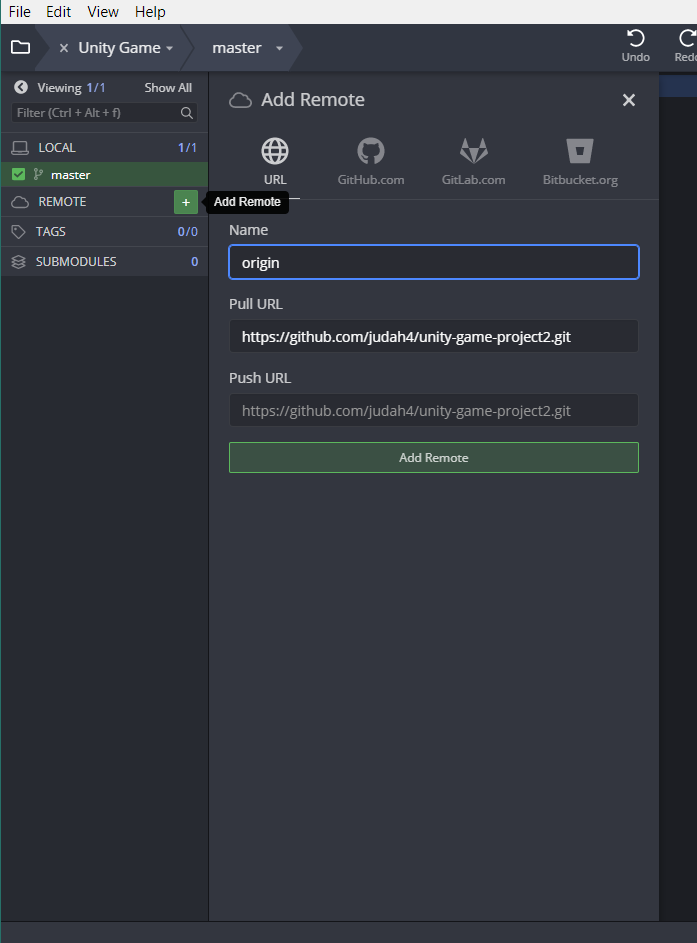 File Edit View Help
Unity Game master
Undo
Viewing 1/1 Show All
Filter (Ctrl + Alt + f)
LOCAL 1/1
master
REMOTE + Add Remote
TAGS 0/0
SUBMODULES 0
Add Remote
URL GitHub.com GitLab.com Bitbucket.org
Name
origin
Pull URL
https://github.com/judah4/unity-game-project2.git
Push URL
https://github.com/judah4/unity-game-project2.git
Add Remote